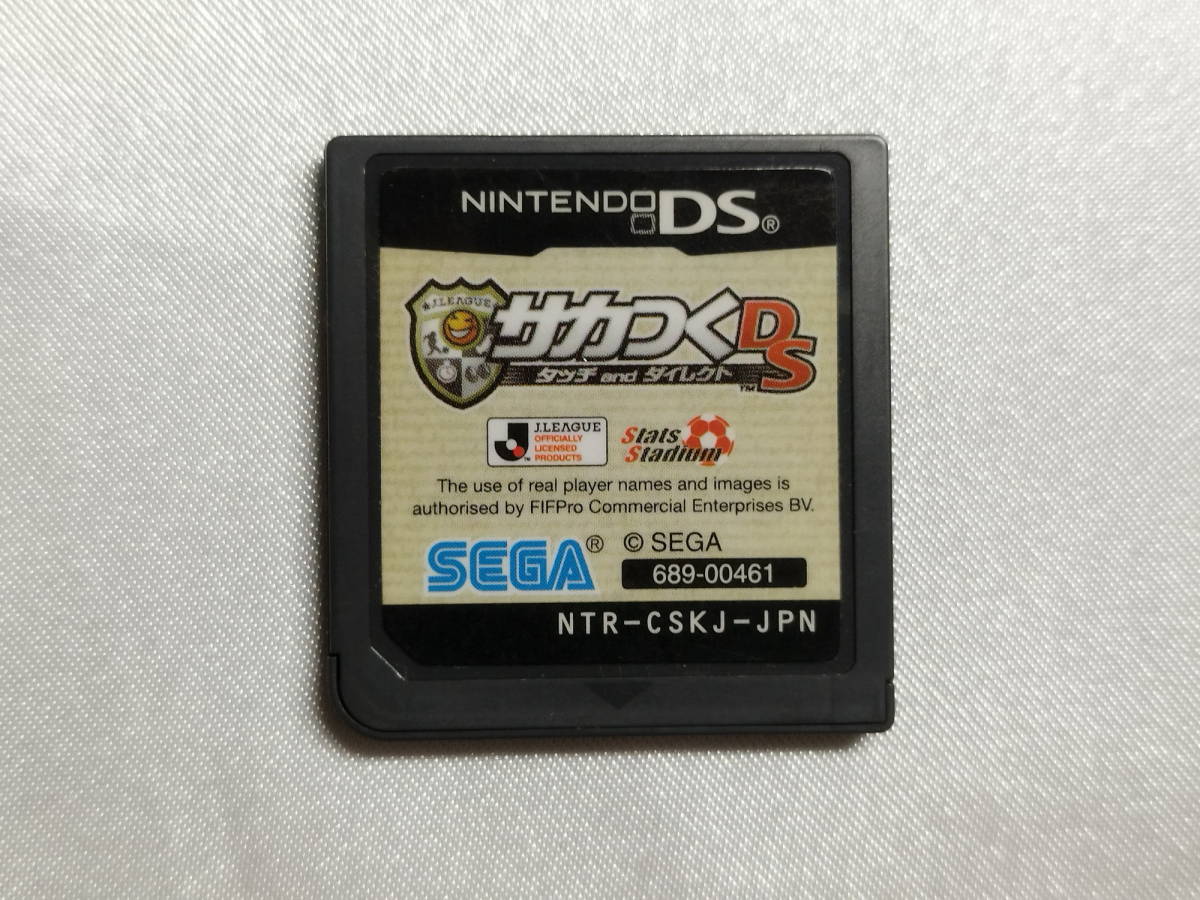 NINTENDO DS®
J.LEAGUE
サカつくDS
タッチ and ダイレクト TM
J.LEAGUE
OFFICIALLY
LICENSED
PRODUCTS
TM
Stats
Stadium
The use of real player names and images is
authorised by FIFPro Commercial Enterprises BV.
SEGA® © SEGA
689-00461
NTR-CSKJ-JPN